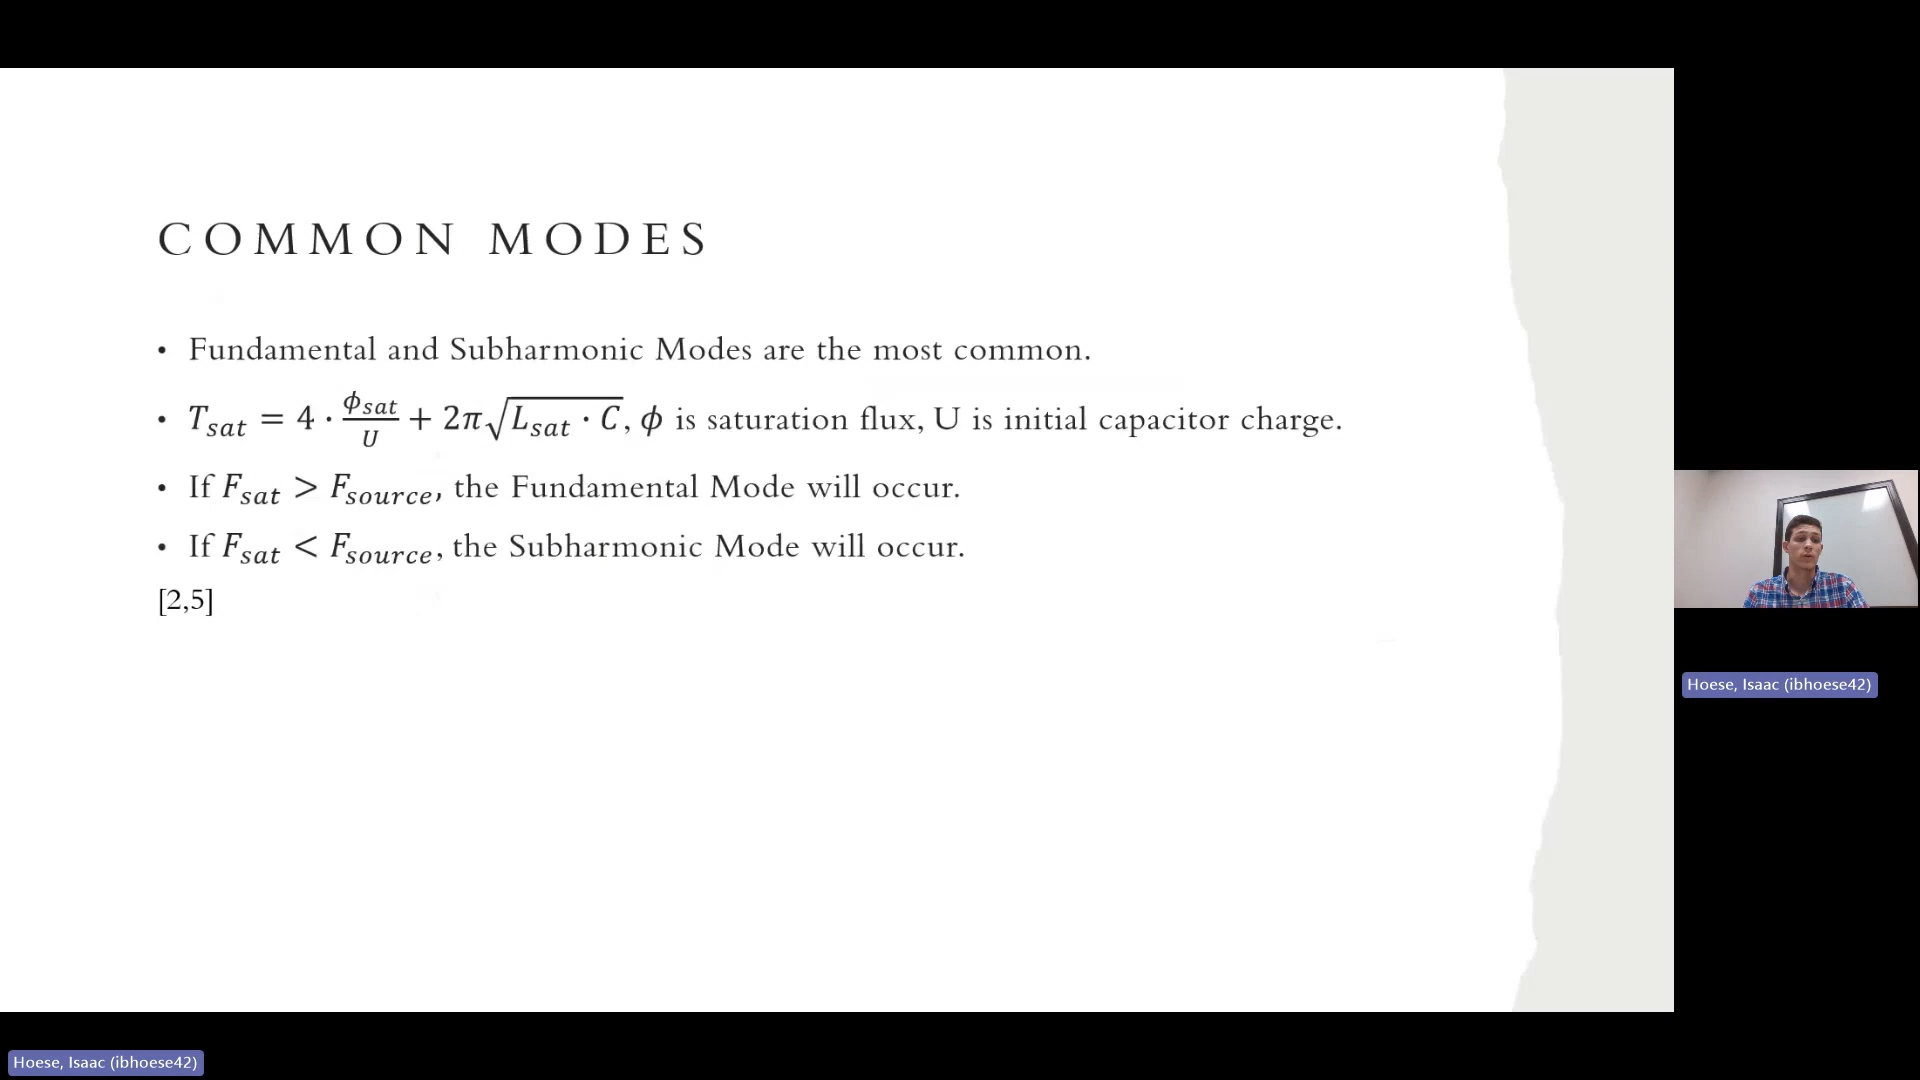 COMMON MODES
• Fundamental and Subharmonic Modes are the most common.
• T_sat = 4 · ϕ_sat/U + 2π√(L_sat · C), ϕ is saturation flux, U is initial capacitor charge.
• If F_sat > F_source, the Fundamental Mode will occur.
• If F_sat < F_source, the Subharmonic Mode will occur.
[2,5]
Hoese, Isaac (ibhoese42)
Hoese, Isaac (ibhoese42)